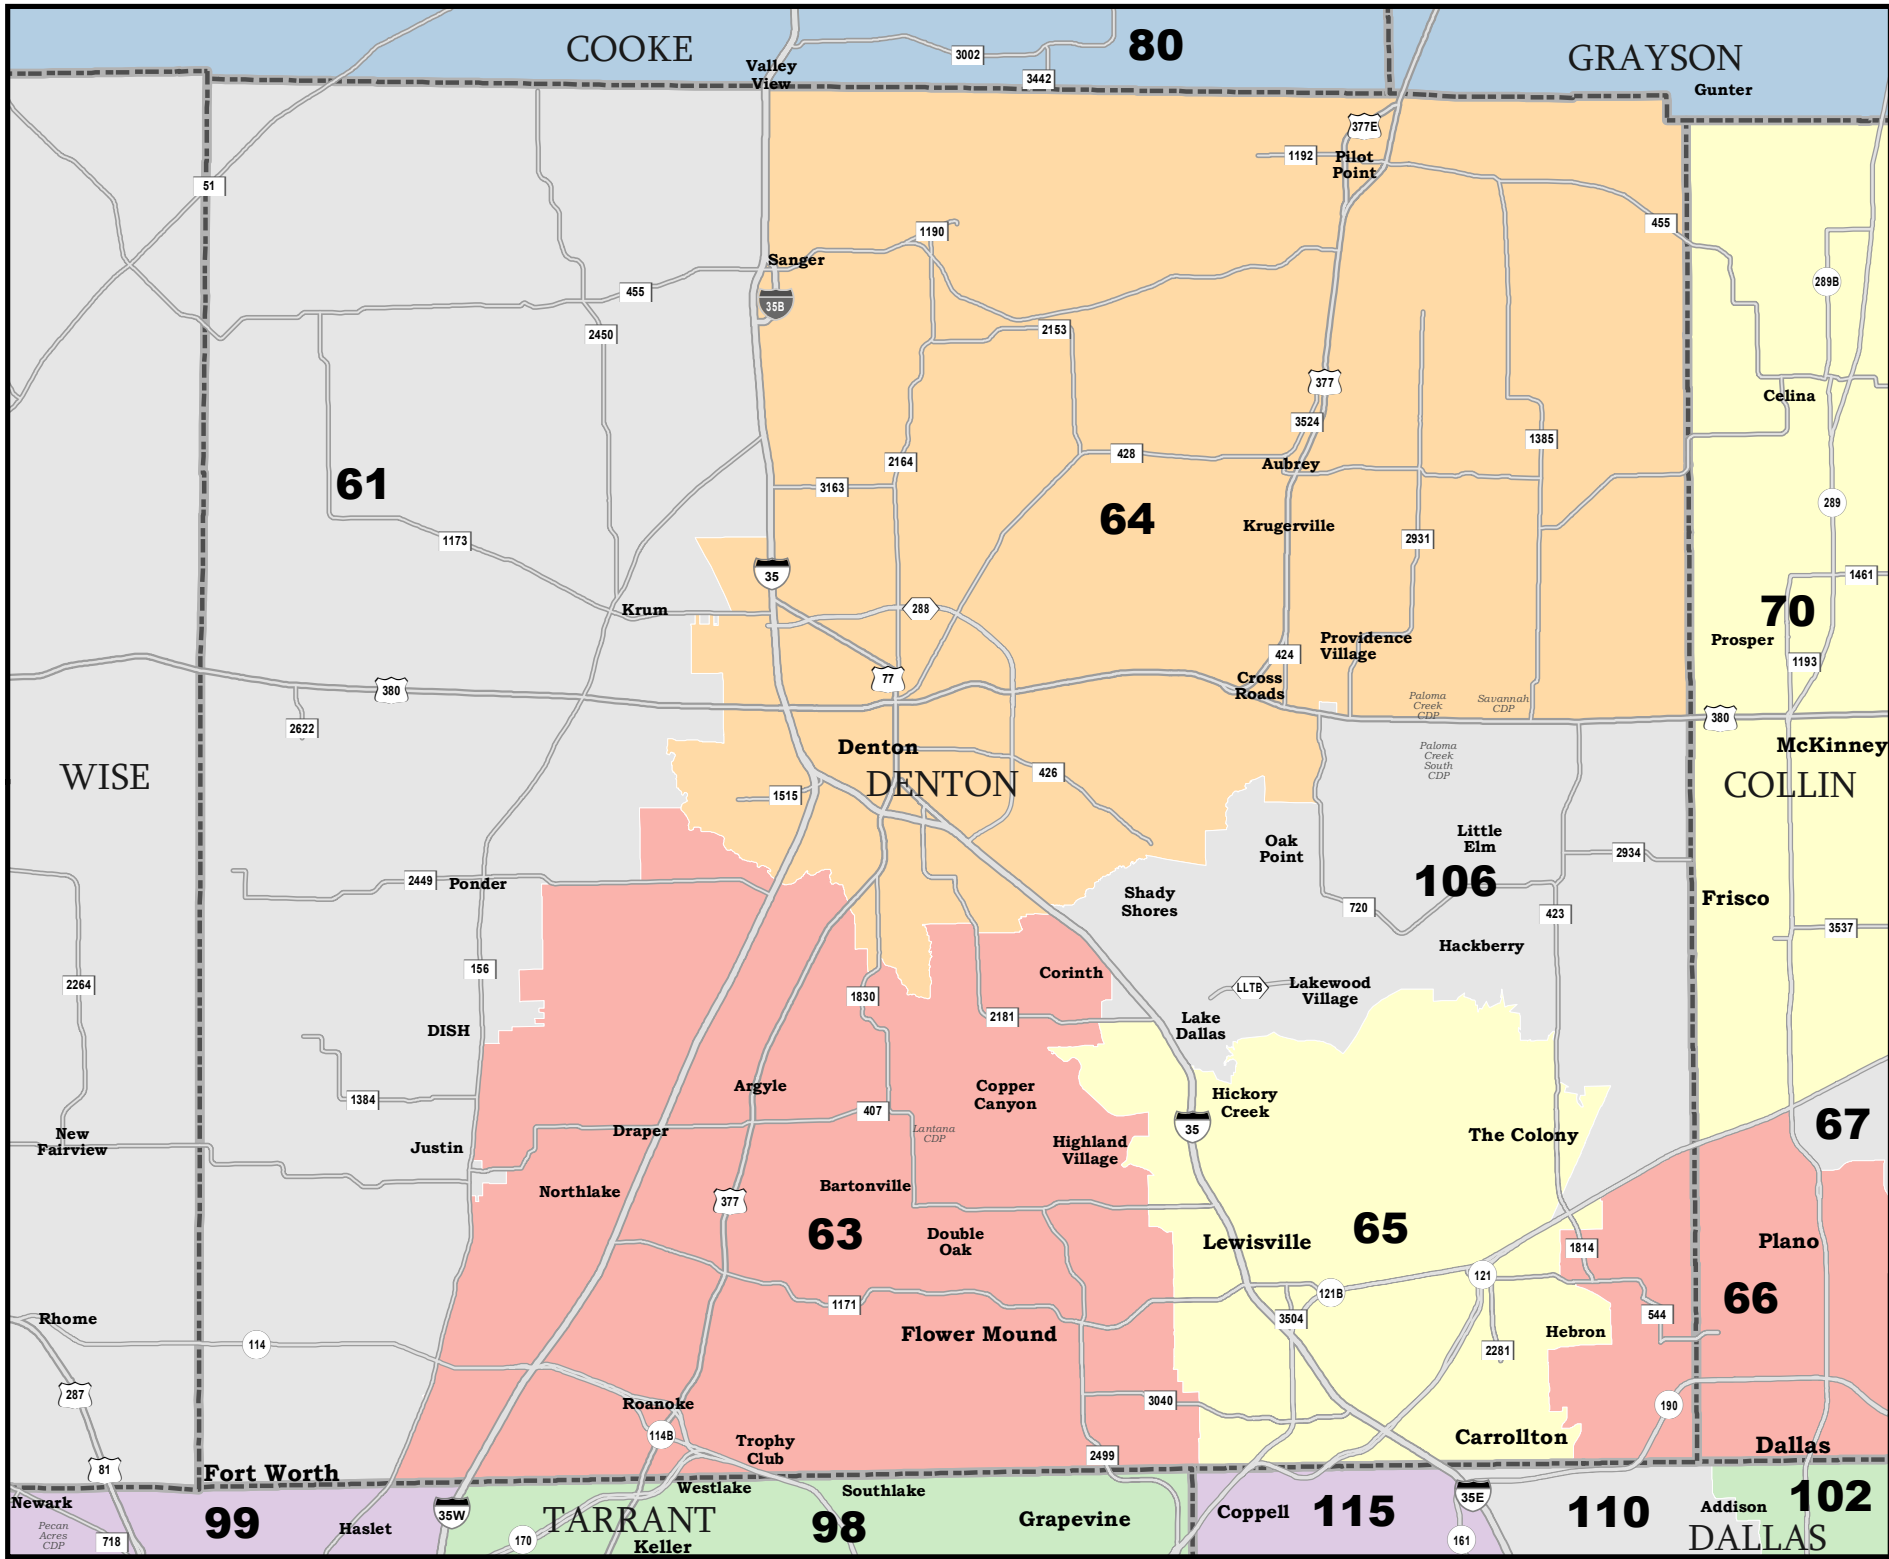 COOKE
80
GRAYSON
3002
Valley
View
3442
Gunter
377E
1192
Pilot
Point
51
455
1190
Sanger
289B
455
35B
2450
2153
377
Celina
3524
1385
428
2164
Aubrey
61
3163
289
64
Krugerville
1173
2931
35
1461
Krum
288
70
Providence
Village
Prosper
424
1193
77
Cross
Roads
380
Paloma
Creek
CDP
Savannah
CDP
380
2622
Denton
McKinney
Paloma
Creek
South
CDP
WISE
426
DENTON
COLLIN
1515
Little
Elm
Oak
Point
2934
2449
Ponder
106
Shady
Shores
Frisco
720
423
3537
Hackberry
156
Corinth
2264
LLTB
Lakewood
Village
1830
2181
Lake
Dallas
DISH
Argyle
Copper
Canyon
Hickory
Creek
1384
407
67
35
Draper
Lantana
CDP
The Colony
New
Fairview
Justin
Highland
Village
Northlake
Bartonville
377
63
Double
Oak
65
Lewisville
1814
Plano
121
121B
66
1171
3504
544
Rhome
Flower Mound
Hebron
114
2281
287
Roanoke
3040
190
114B
Trophy
Club
Carrollton
Dallas
2499
81
Fort Worth
Westlake
Southlake
35E
102
Newark
35W
Coppell
115
110
Addison
99
TARRANT
98
Grapevine
Pecan
Acres
CDP
Haslet
718
170
Keller
161
DALLAS